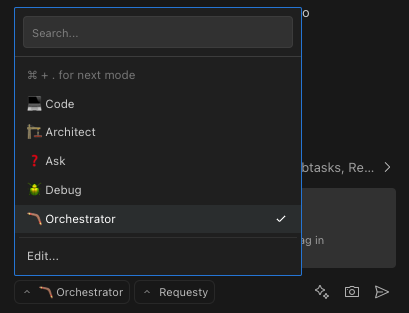 o
Search...
⌘ + . for next mode
Code
Architect
Ask
Debug
btasks, Re...
Orchestrator
ag in
Edit...
Orchestrator
Requesty